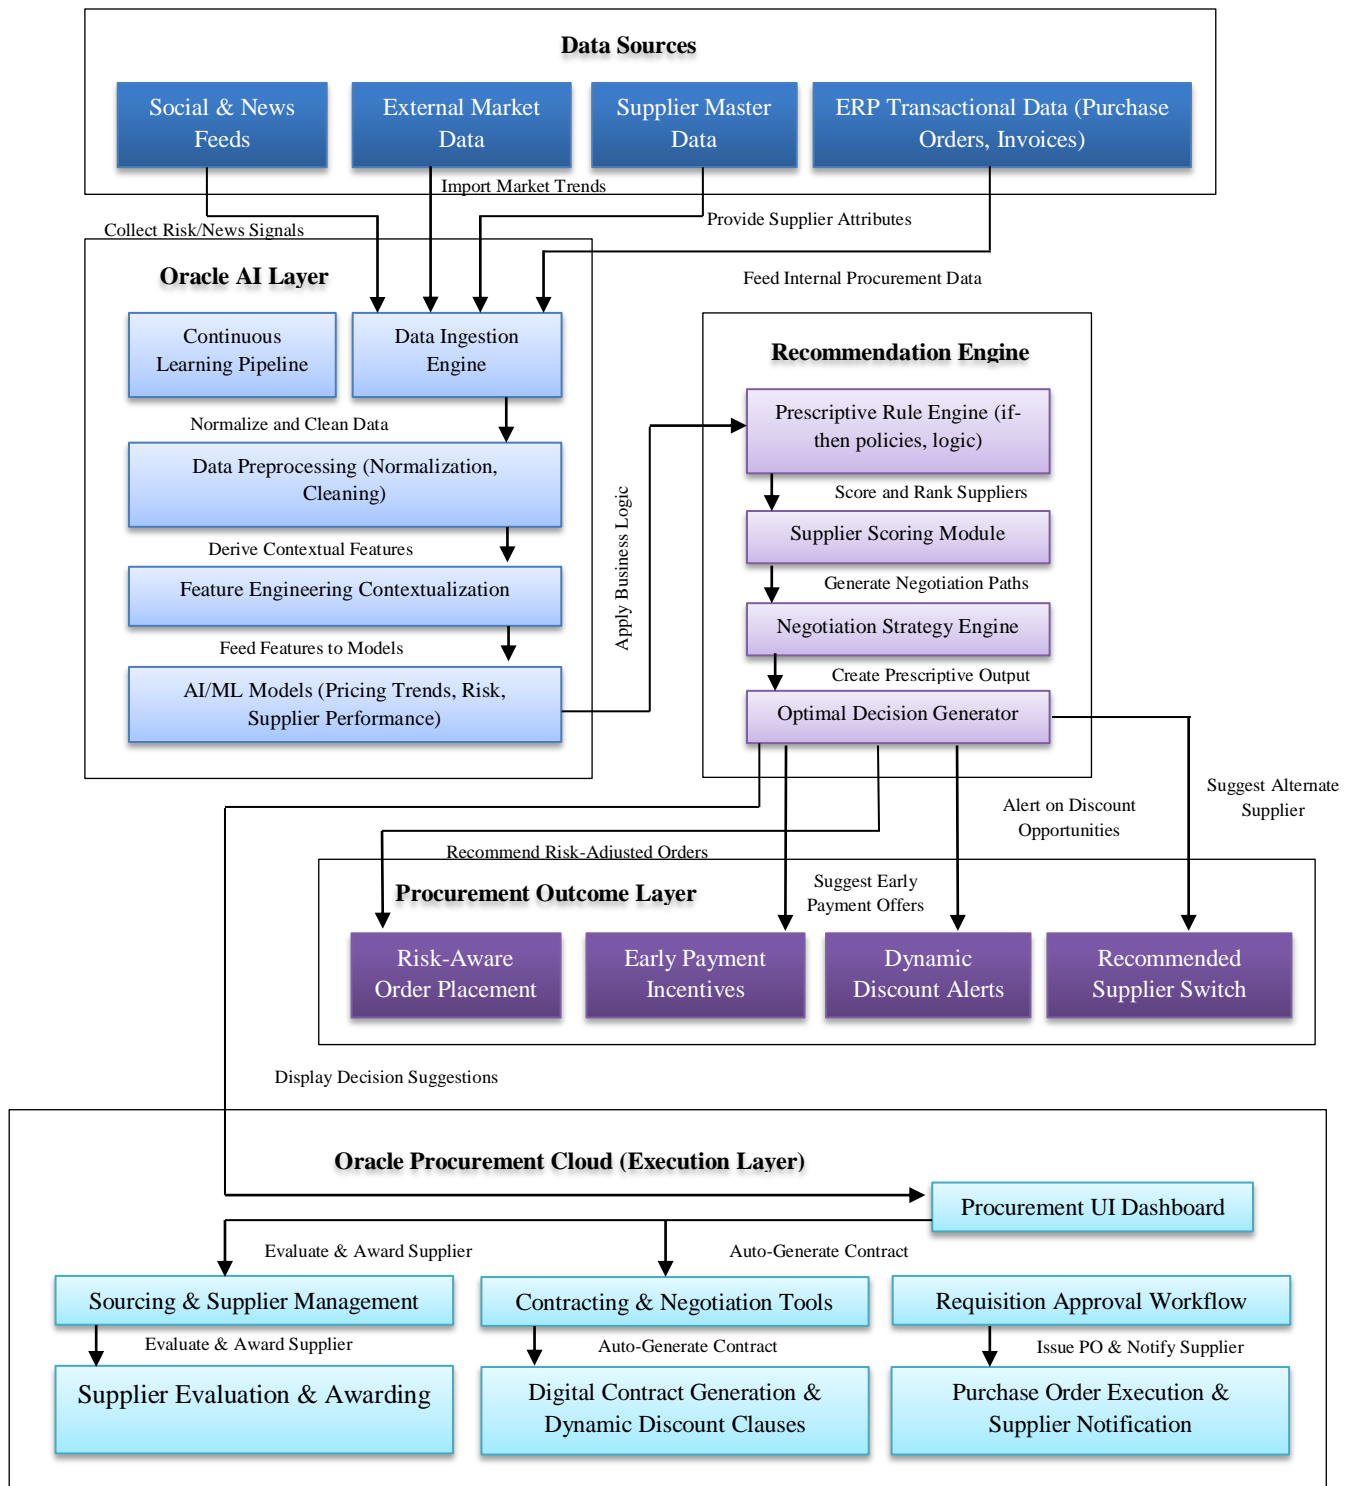 Data Sources
Social & News
Feeds
External Market
Data
Supplier Master
Data
ERP Transactional Data (Purchase
Orders, Invoices)
Import Market Trends
Provide Supplier Attributes
Collect Risk/News Signals
Feed Internal Procurement Data
Oracle AI Layer
Continuous
Learning Pipeline
Data Ingestion
Engine
Normalize and Clean Data
Data Preprocessing (Normalization,
Cleaning)
Derive Contextual Features
Feature Engineering Contextualization
Feed Features to Models
AI/ML Models (Pricing Trends, Risk,
Supplier Performance)
Apply Business Logic
Recommendation Engine
Prescriptive Rule Engine (if-
then policies, logic)
Score and Rank Suppliers
Supplier Scoring Module
Generate Negotiation Paths
Negotiation Strategy Engine
Create Prescriptive Output
Optimal Decision Generator
Suggest Alternate
Supplier
Alert on Discount
Opportunities
Recommend Risk-Adjusted Orders
Suggest Early
Payment Offers
Procurement Outcome Layer
Risk-Aware
Order Placement
Early Payment
Incentives
Dynamic
Discount Alerts
Recommended
Supplier Switch
Display Decision Suggestions
Oracle Procurement Cloud (Execution Layer)
Procurement UI Dashboard
Evaluate & Award Supplier
Auto-Generate Contract
Sourcing & Supplier Management
Contracting & Negotiation Tools
Requisition Approval Workflow
Evaluate & Award Supplier
Auto-Generate Contract
Issue PO & Notify Supplier
Supplier Evaluation & Awarding
Digital Contract Generation &
Dynamic Discount Clauses
Purchase Order Execution &
Supplier Notification